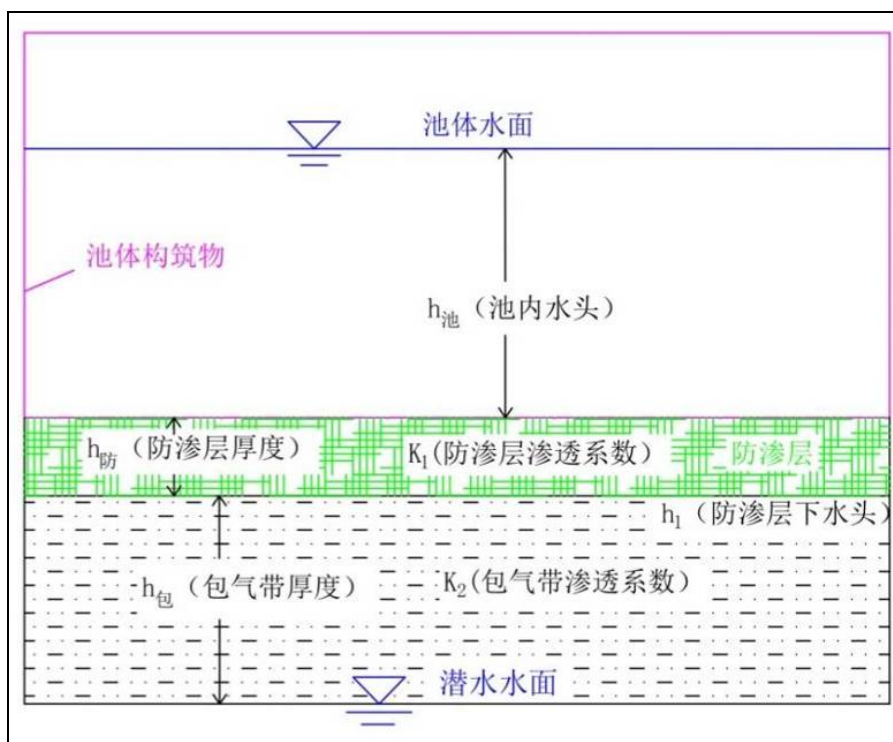 池体水面
池体构筑物
h池（池内水头）
h防（防渗层厚度）
K1(防渗层渗透系数)
防渗层
h1（防渗层下水头）
h包（包气带厚度）
K2(包气带渗透系数)
潜水水面